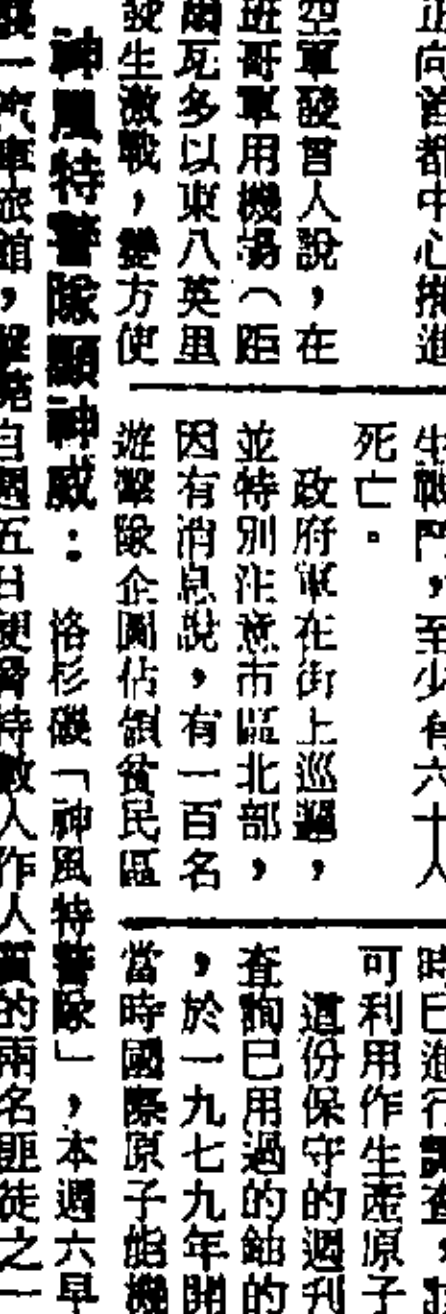 正向首都中心推進
空軍發言人說，在
班哥軍用機場（距
爾瓦多以東八英里
發生激戰，雙方使
生戰鬥，至少有六十人
死亡。
政府軍在街上巡邏，
並特別注意市區北部，
因有消息說，有一百名
遊擊隊企圖佔領貧民區
時已進行調查，
可利用作生產原子
這份保守的週刊
查詢已用過的鈾的
，於一九七九年開
當時國際原子能機
神風特警隊顯神威：洛杉磯「神風特警隊」，本週六早
一汽車旅館，擊斃自週五日挾脅持數人作人質的兩名匪徒之一